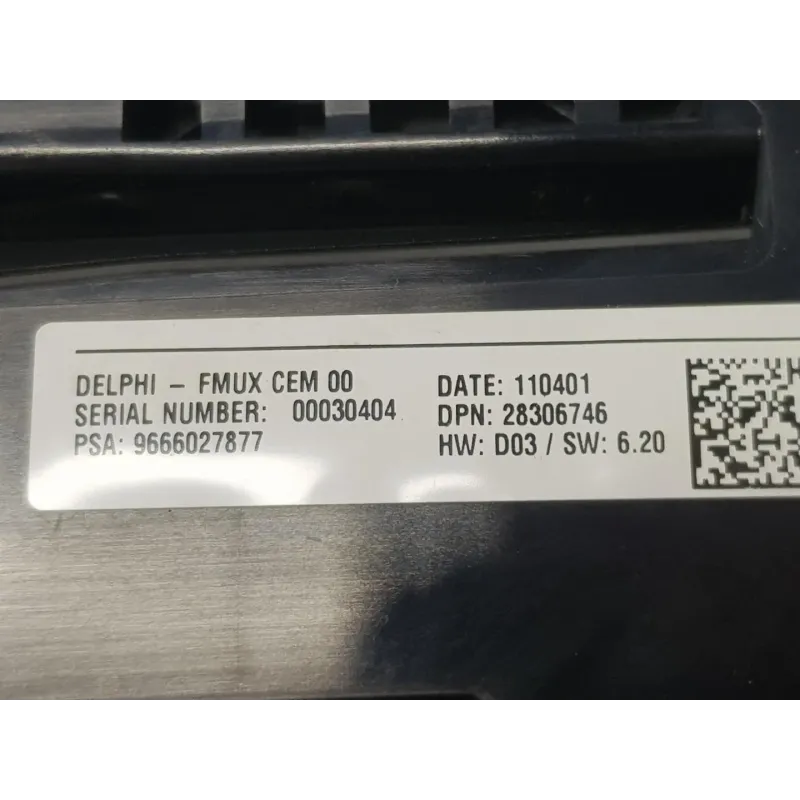 DELPHI – FMUX CEM 00
SERIAL NUMBER: 00030404
PSA: 9666027877
DATE: 110401
DPN: 28306746
HW: D03 / SW: 6.20